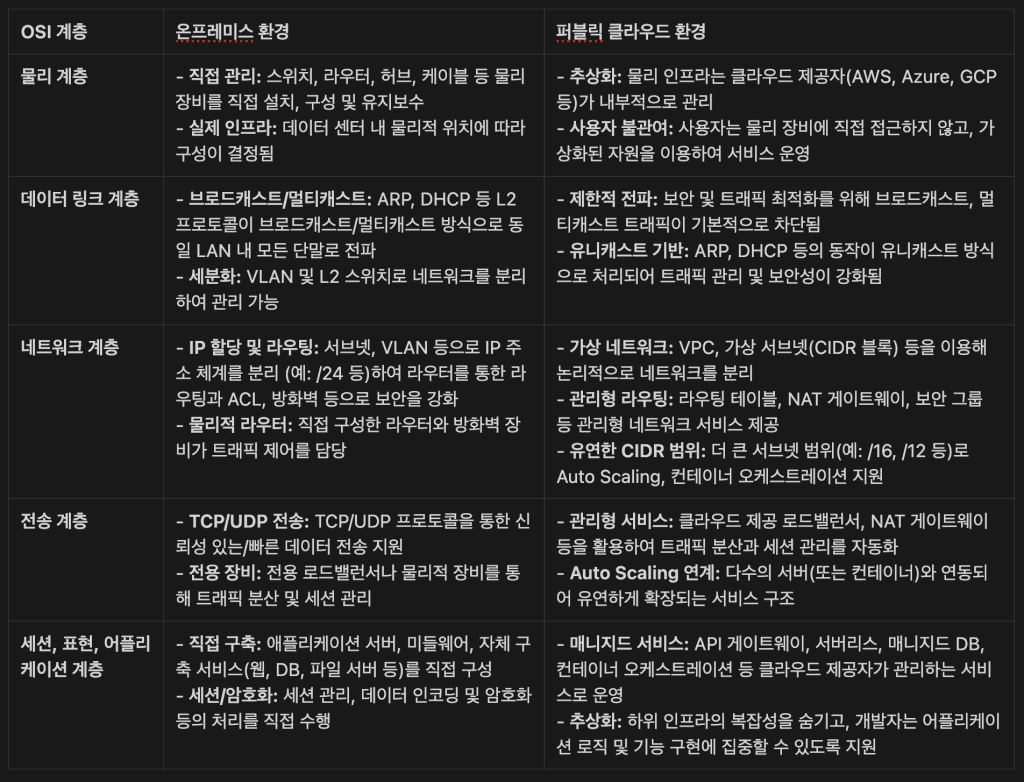 OSI 계층
온프레미스 환경
퍼블릭 클라우드 환경
물리 계층
- 직접 관리: 스위치, 라우터, 허브, 케이블 등 물리
장비를 직접 설치, 구성 및 유지보수
- 실제 인프라: 데이터 센터 내 물리적 위치에 따라
구성이 결정됨
- 추상화: 물리 인프라는 클라우드 제공자(AWS, Azure, GCP
등)가 내부적으로 관리
- 사용자 불관여: 사용자는 물리 장비에 직접 접근하지 않고, 가
상화된 자원을 이용하여 서비스 운영
데이터 링크 계층
- 브로드캐스트/멀티캐스트: ARP, DHCP 등 L2
프로토콜이 브로드캐스트/멀티캐스트 방식으로 동
일 LAN 내 모든 단말로 전파
- 세분화: VLAN 및 L2 스위치로 네트워크를 분리
하여 관리 가능
- 제한적 전파: 보안 및 트래픽 최적화를 위해 브로드캐스트, 멀
티캐스트 트래픽이 기본적으로 차단됨
- 유니캐스트 기반: ARP, DHCP 등의 동작이 유니캐스트 방식
으로 처리되어 트래픽 관리 및 보안성이 강화됨
네트워크 계층
- IP 할당 및 라우팅: 서브넷, VLAN 등으로 IP 주
소 체계를 분리 (예: /24 등)하여 라우터를 통한 라
우팅과 ACL, 방화벽 등으로 보안을 강화
- 물리적 라우터: 직접 구성한 라우터와 방화벽 장
비가 트래픽 제어를 담당
- 가상 네트워크: VPC, 가상 서브넷(CIDR 블록) 등을 이용해
논리적으로 네트워크를 분리
- 관리형 라우팅: 라우팅 테이블, NAT 게이트웨이, 보안 그룹
등 관리형 네트워크 서비스 제공
- 유연한 CIDR 범위: 더 큰 서브넷 범위(예: /16, /12 등)로
Auto Scaling, 컨테이너 오케스트레이션 지원
전송 계층
- TCP/UDP 전송: TCP/UDP 프로토콜을 통한 신
뢰성 있는/빠른 데이터 전송 지원
- 전용 장비: 전용 로드밸런서나 물리적 장비를 통
해 트래픽 분산 및 세션 관리
- 관리형 서비스: 클라우드 제공 로드밸런서, NAT 게이트웨이
등을 활용하여 트래픽 분산과 세션 관리를 자동화
- Auto Scaling 연계: 다수의 서버(또는 컨테이너)와 연동되
어 유연하게 확장되는 서비스 구조
세션, 표현, 어플리
케이션 계층
- 직접 구축: 애플리케이션 서버, 미들웨어, 자체 구
축 서비스(웹, DB, 파일 서버 등)를 직접 구성
- 세션/암호화: 세션 관리, 데이터 인코딩 및 암호화
등의 처리를 직접 수행
- 매니지드 서비스: API 게이트웨이, 서버리스, 매니지드 DB,
컨테이너 오케스트레이션 등 클라우드 제공자가 관리하는 서비
스로 운영
- 추상화: 하위 인프라의 복잡성을 숨기고, 개발자는 어플리케이
션 로직 및 기능 구현에 집중할 수 있도록 지원